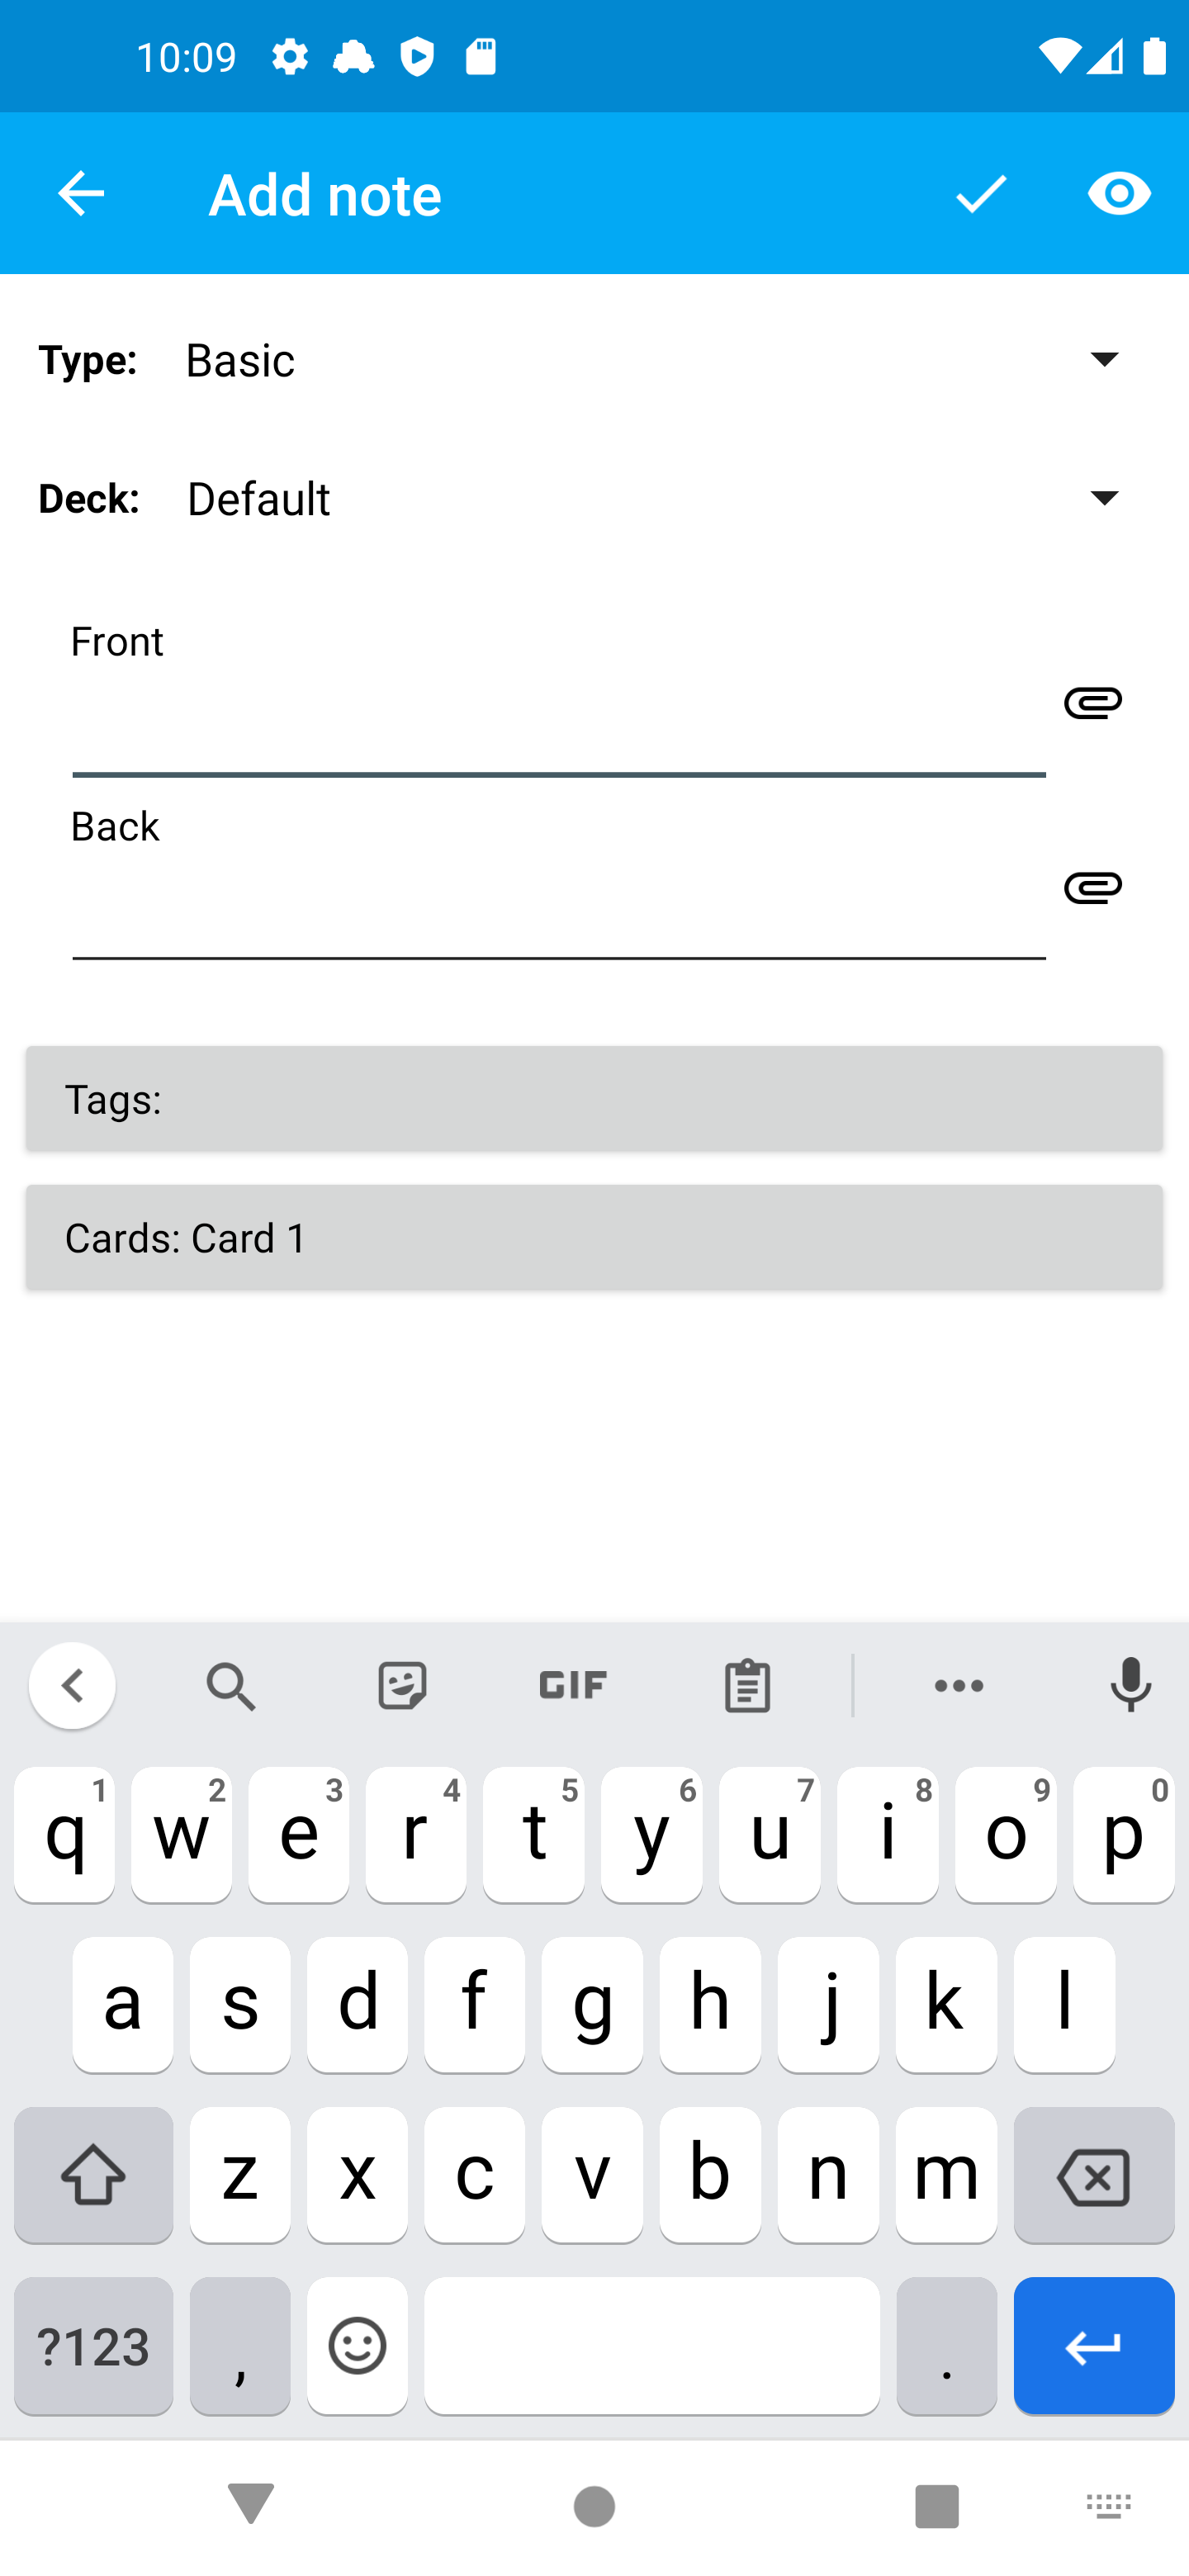 10:09
Add note
Type: Basic
Deck: Default
Front
Back
Tags:
Cards: Card 1
GIF
q 1 w 2 e 3 r 4 t 5 y 6 u 7 i 8 o 9 p 0
a s d f g h j k l
z x c v b n m
?123 , .